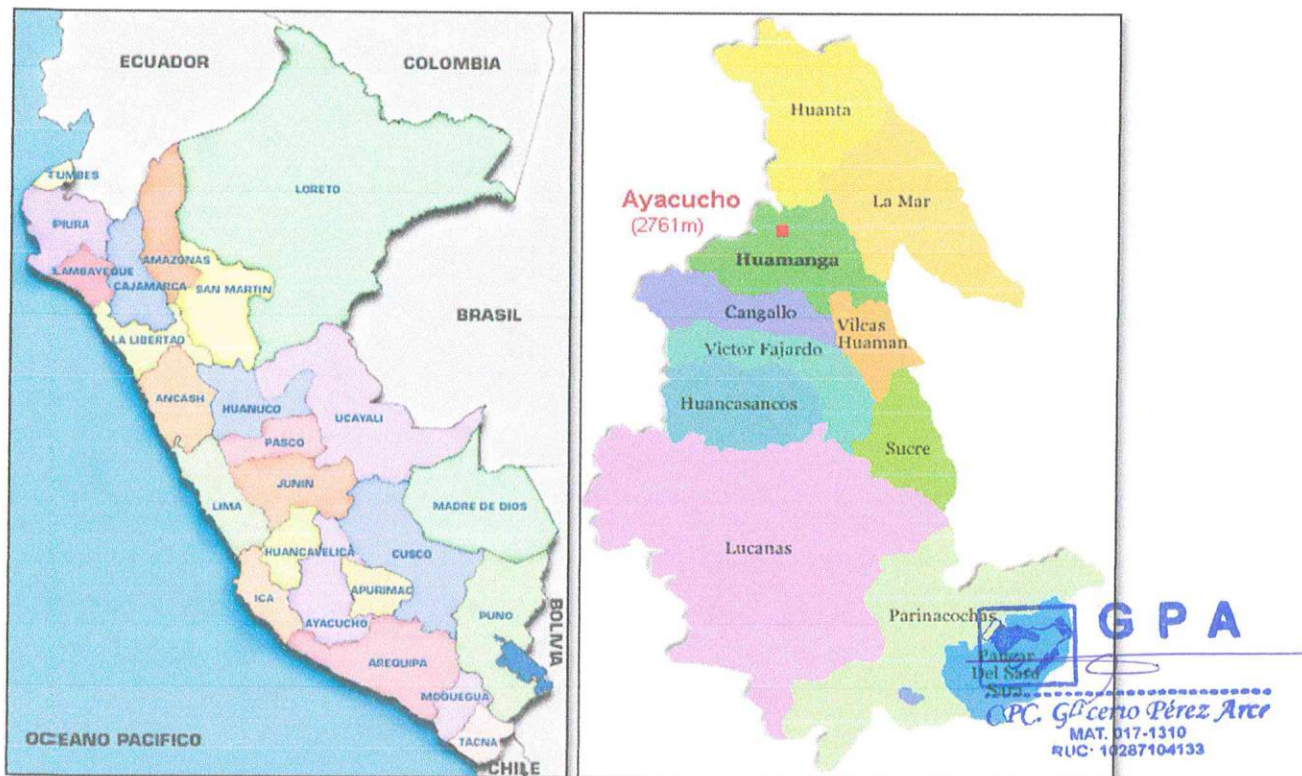 ECUADOR
COLOMBIA
TUMBES
LORETO
PIURA
AMAZONAS
LAMBAYEQUE
CAJAMARCA
SAN MARTIN
BRASIL
LA LIBERTAD
ANCASH
HUANUCO
UCAYALI
PASCO
JUNIN
LIMA
MADRE DE DIOS
HUANCAVELICA
CUSCO
ICA
APURIMAC
AYACUCHO
PUNO
BOLIVIA
AREQUIPA
MOQUEGUA
OCEANO PACIFICO
TACNA
CHILE
Huanta
La Mar
Ayacucho
(2761m)
Huamanga
Cangallo
Vilcas
Huaman
Victor Fajardo
Huancasancos
Sucre
Lucanas
Parinacochas
Del Sara
GPA
CPC. Glicerio Pérez Arce
MAT. 017-1310
RUC: 10287104133